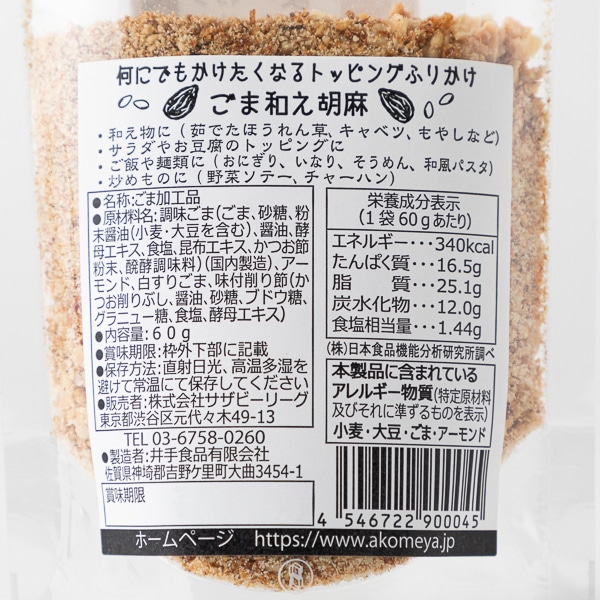 何にでもかけたくなるトッピングふりかけ
ごま和え胡麻
・和え物に(茹でたほうれん草、キャベツ、もやしなど)
・サラダやお豆腐のトッピングに
・ご飯や麺類に(おにぎり、いなり、そうめん、和風パスタ)
・炒めものに(野菜ソテー、チャーハン)
●名称:ごま加工品
●原材料名:調味ごま(ごま、砂糖、粉
末醤油(小麦・大豆を含む)、醤油、酵
母エキス、食塩、昆布エキス、かつお節
粉末、醗酵調味料)(国内製造)、アー
モンド、白すりごま、味付削り節(か
つお削りぶし、醤油、砂糖、ブドウ糖、
グラニュー糖、食塩、酵母エキス)
●内容量:60g
●賞味期限:枠外下部に記載
●保存方法:直射日光、高温多湿を
避けて常温にて保存してください
●販売者:株式会社サザビーリーグ
東京都渋谷区元代々木49-13
TEL 03-6758-0260
●製造者:井手食品有限会社
佐賀県神埼郡吉野ケ里町大曲3454-1
賞味期限
栄養成分表示
(1袋60gあたり)
エネルギー・・・340kcal
たんぱく質・・・16.5g
脂 質・・・・・25.1g
炭水化物・・・・12.0g
食塩相当量・・・1.44g
(株)日本食品機能分析研究所調べ
本製品に含まれている
アレルギー物質(特定原材料
及びそれに準ずるものを表示)
小麦・大豆・ごま・アーモンド
4 546722 900045
ホームページ https://www.akomeya.jp